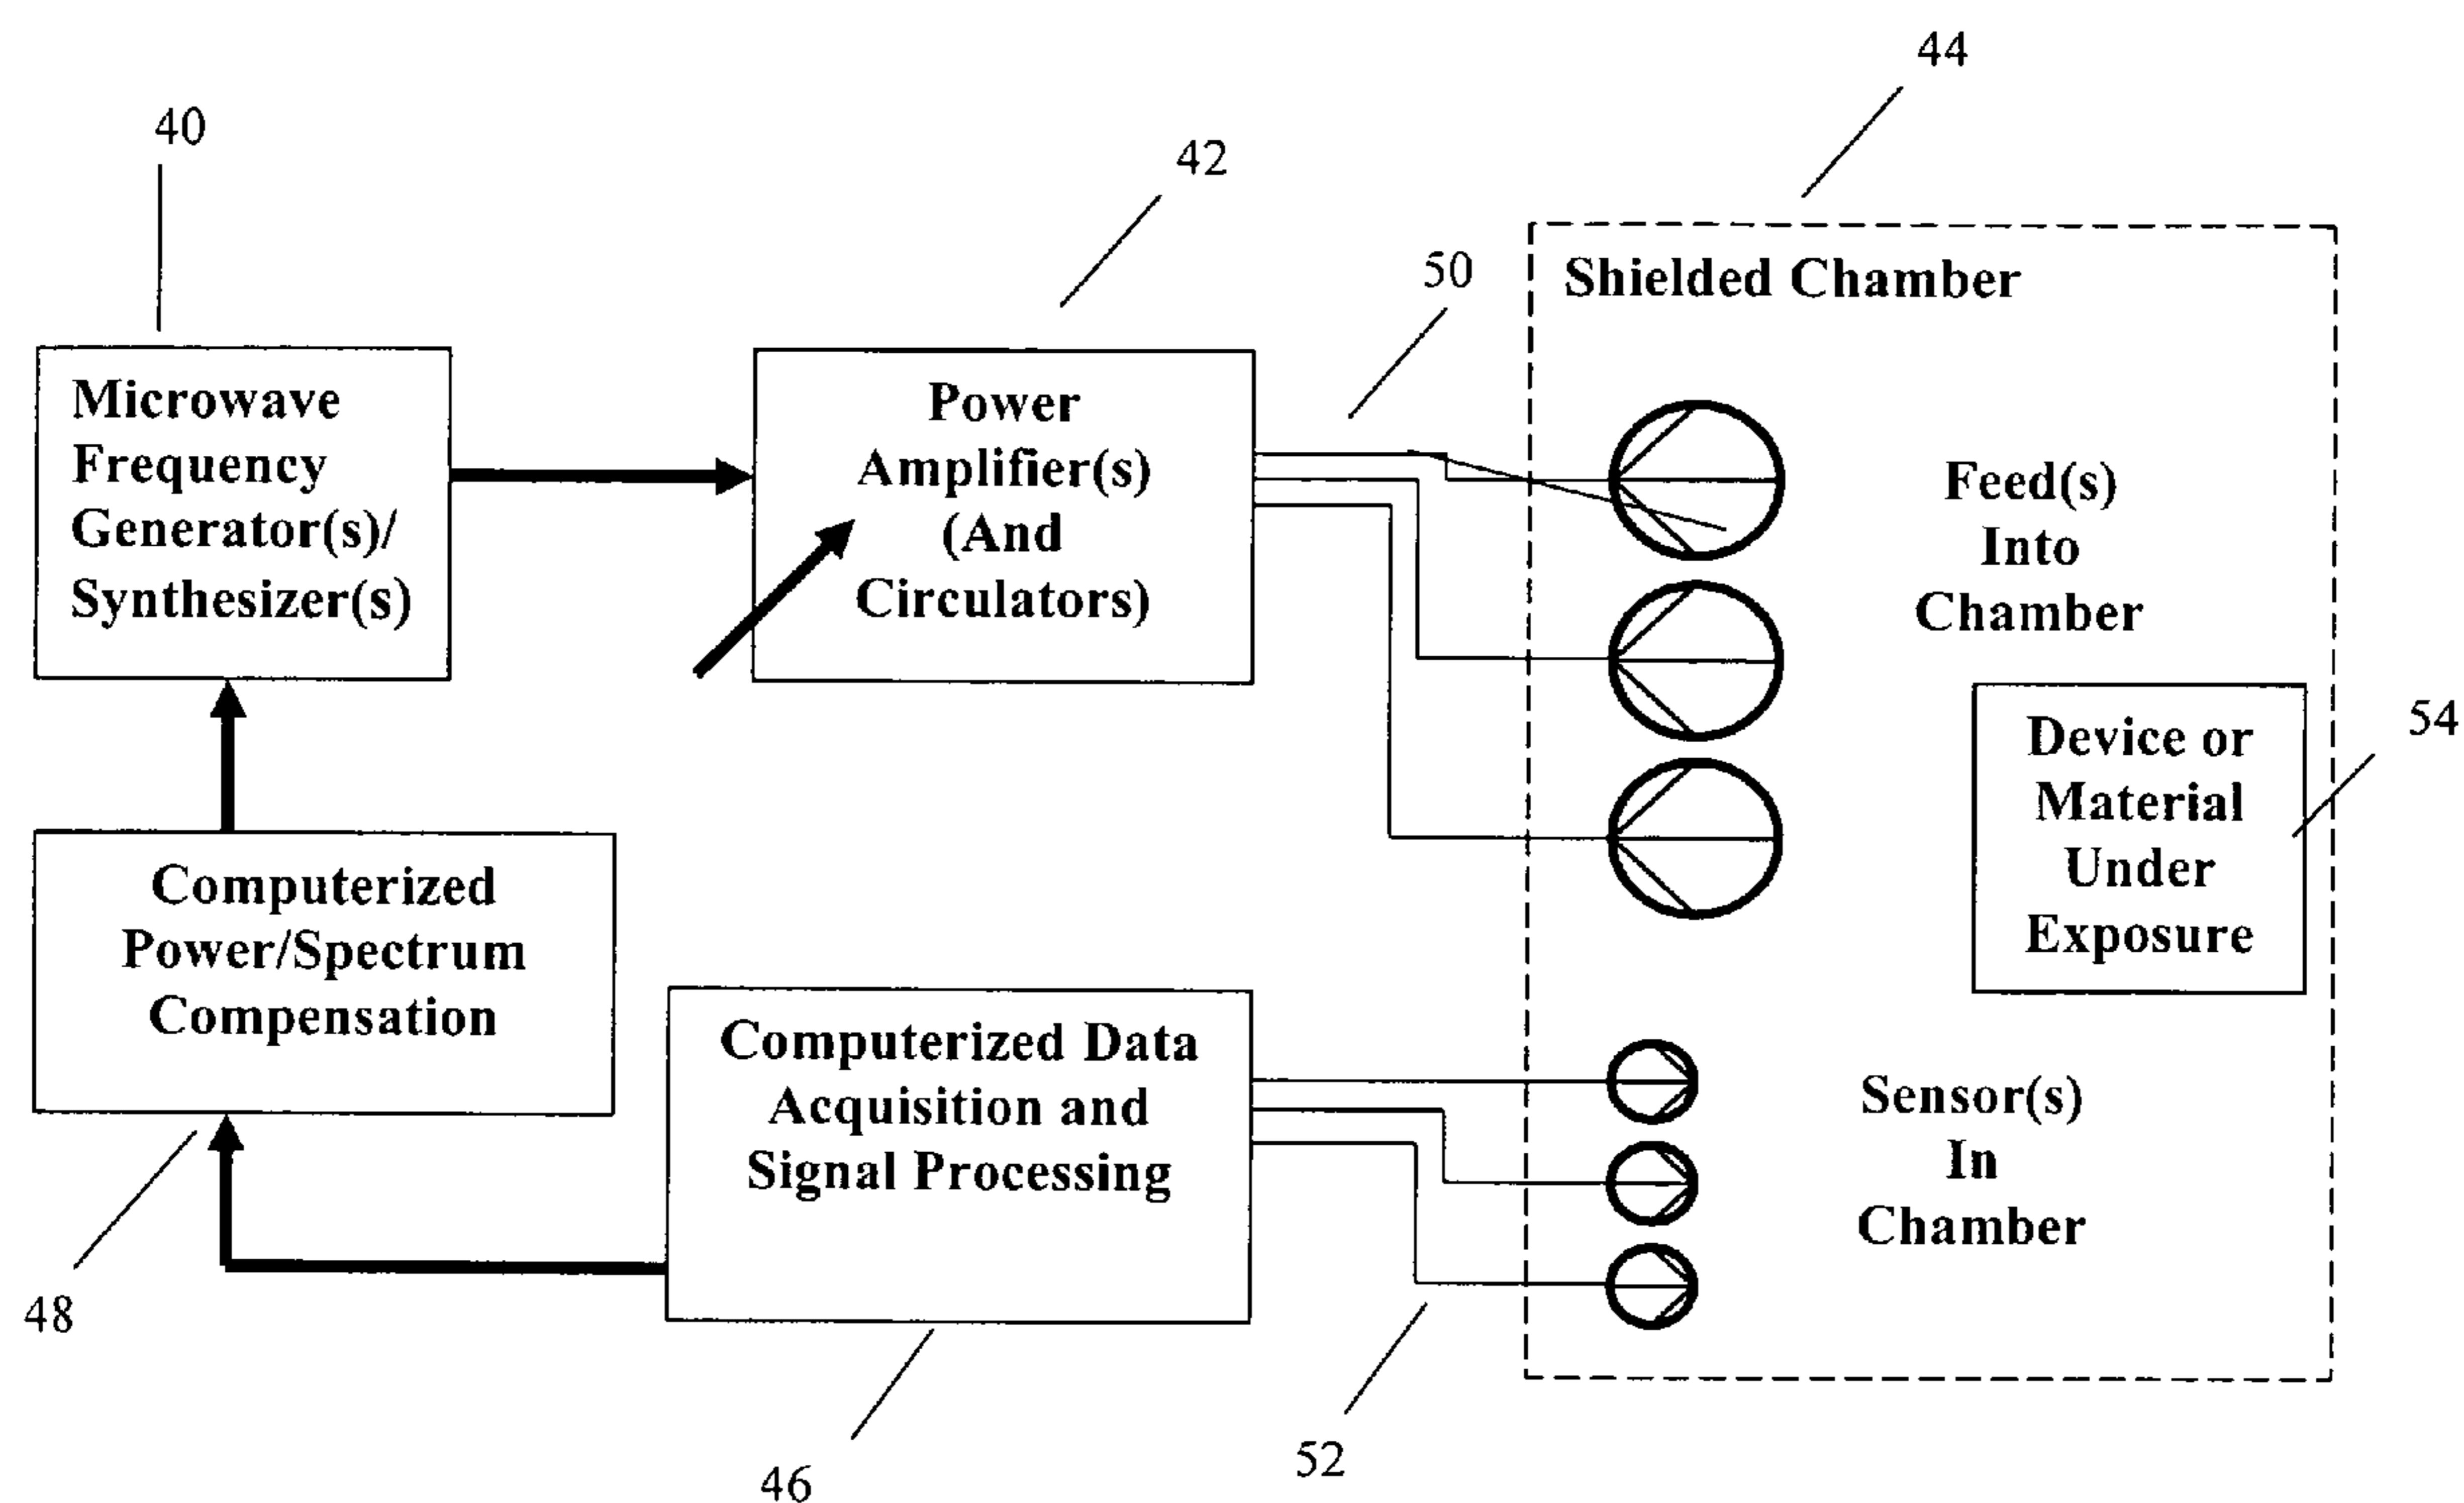 44
40
42
50
Shielded Chamber
Microwave
Frequency
Generator(s)/
Synthesizer(s)
Power
Amplifier(s)
(And
Circulators)
Feed(s)
Into
Chamber
54
Device or
Material
Under
Exposure
Computerized
Power/Spectrum
Compensation
Computerized Data
Acquisition and
Signal Processing
Sensor(s)
In
Chamber
48
46
52